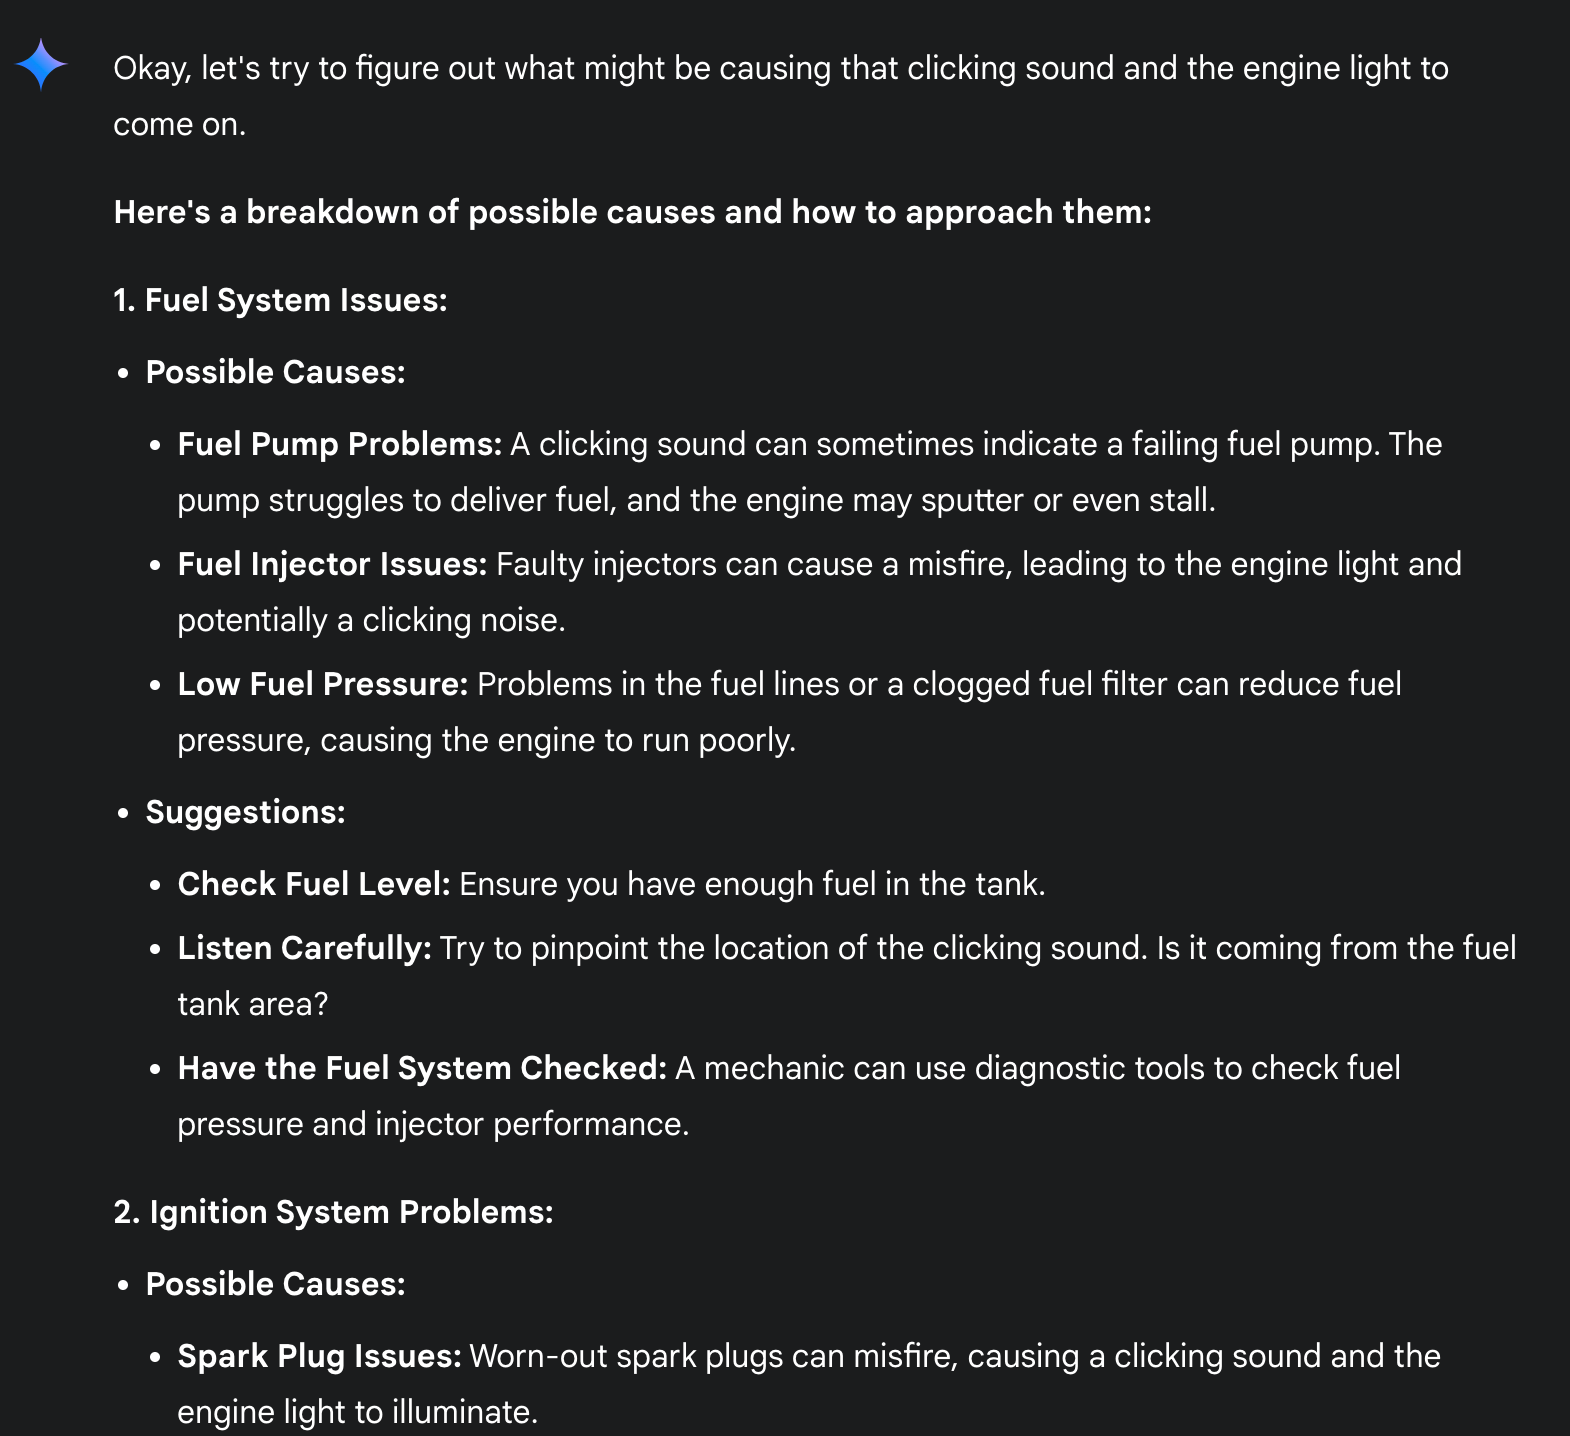 Okay, let's try to figure out what might be causing that clicking sound and the engine light to
come on.
Here's a breakdown of possible causes and how to approach them:
1. Fuel System Issues:
• Possible Causes:
• Fuel Pump Problems: A clicking sound can sometimes indicate a failing fuel pump. The
pump struggles to deliver fuel, and the engine may sputter or even stall.
• Fuel Injector Issues: Faulty injectors can cause a misfire, leading to the engine light and
potentially a clicking noise.
• Low Fuel Pressure: Problems in the fuel lines or a clogged fuel filter can reduce fuel
pressure, causing the engine to run poorly.
• Suggestions:
• Check Fuel Level: Ensure you have enough fuel in the tank.
• Listen Carefully: Try to pinpoint the location of the clicking sound. Is it coming from the fuel
tank area?
• Have the Fuel System Checked: A mechanic can use diagnostic tools to check fuel
pressure and injector performance.
2. Ignition System Problems:
• Possible Causes:
• Spark Plug Issues: Worn-out spark plugs can misfire, causing a clicking sound and the
engine light to illuminate.